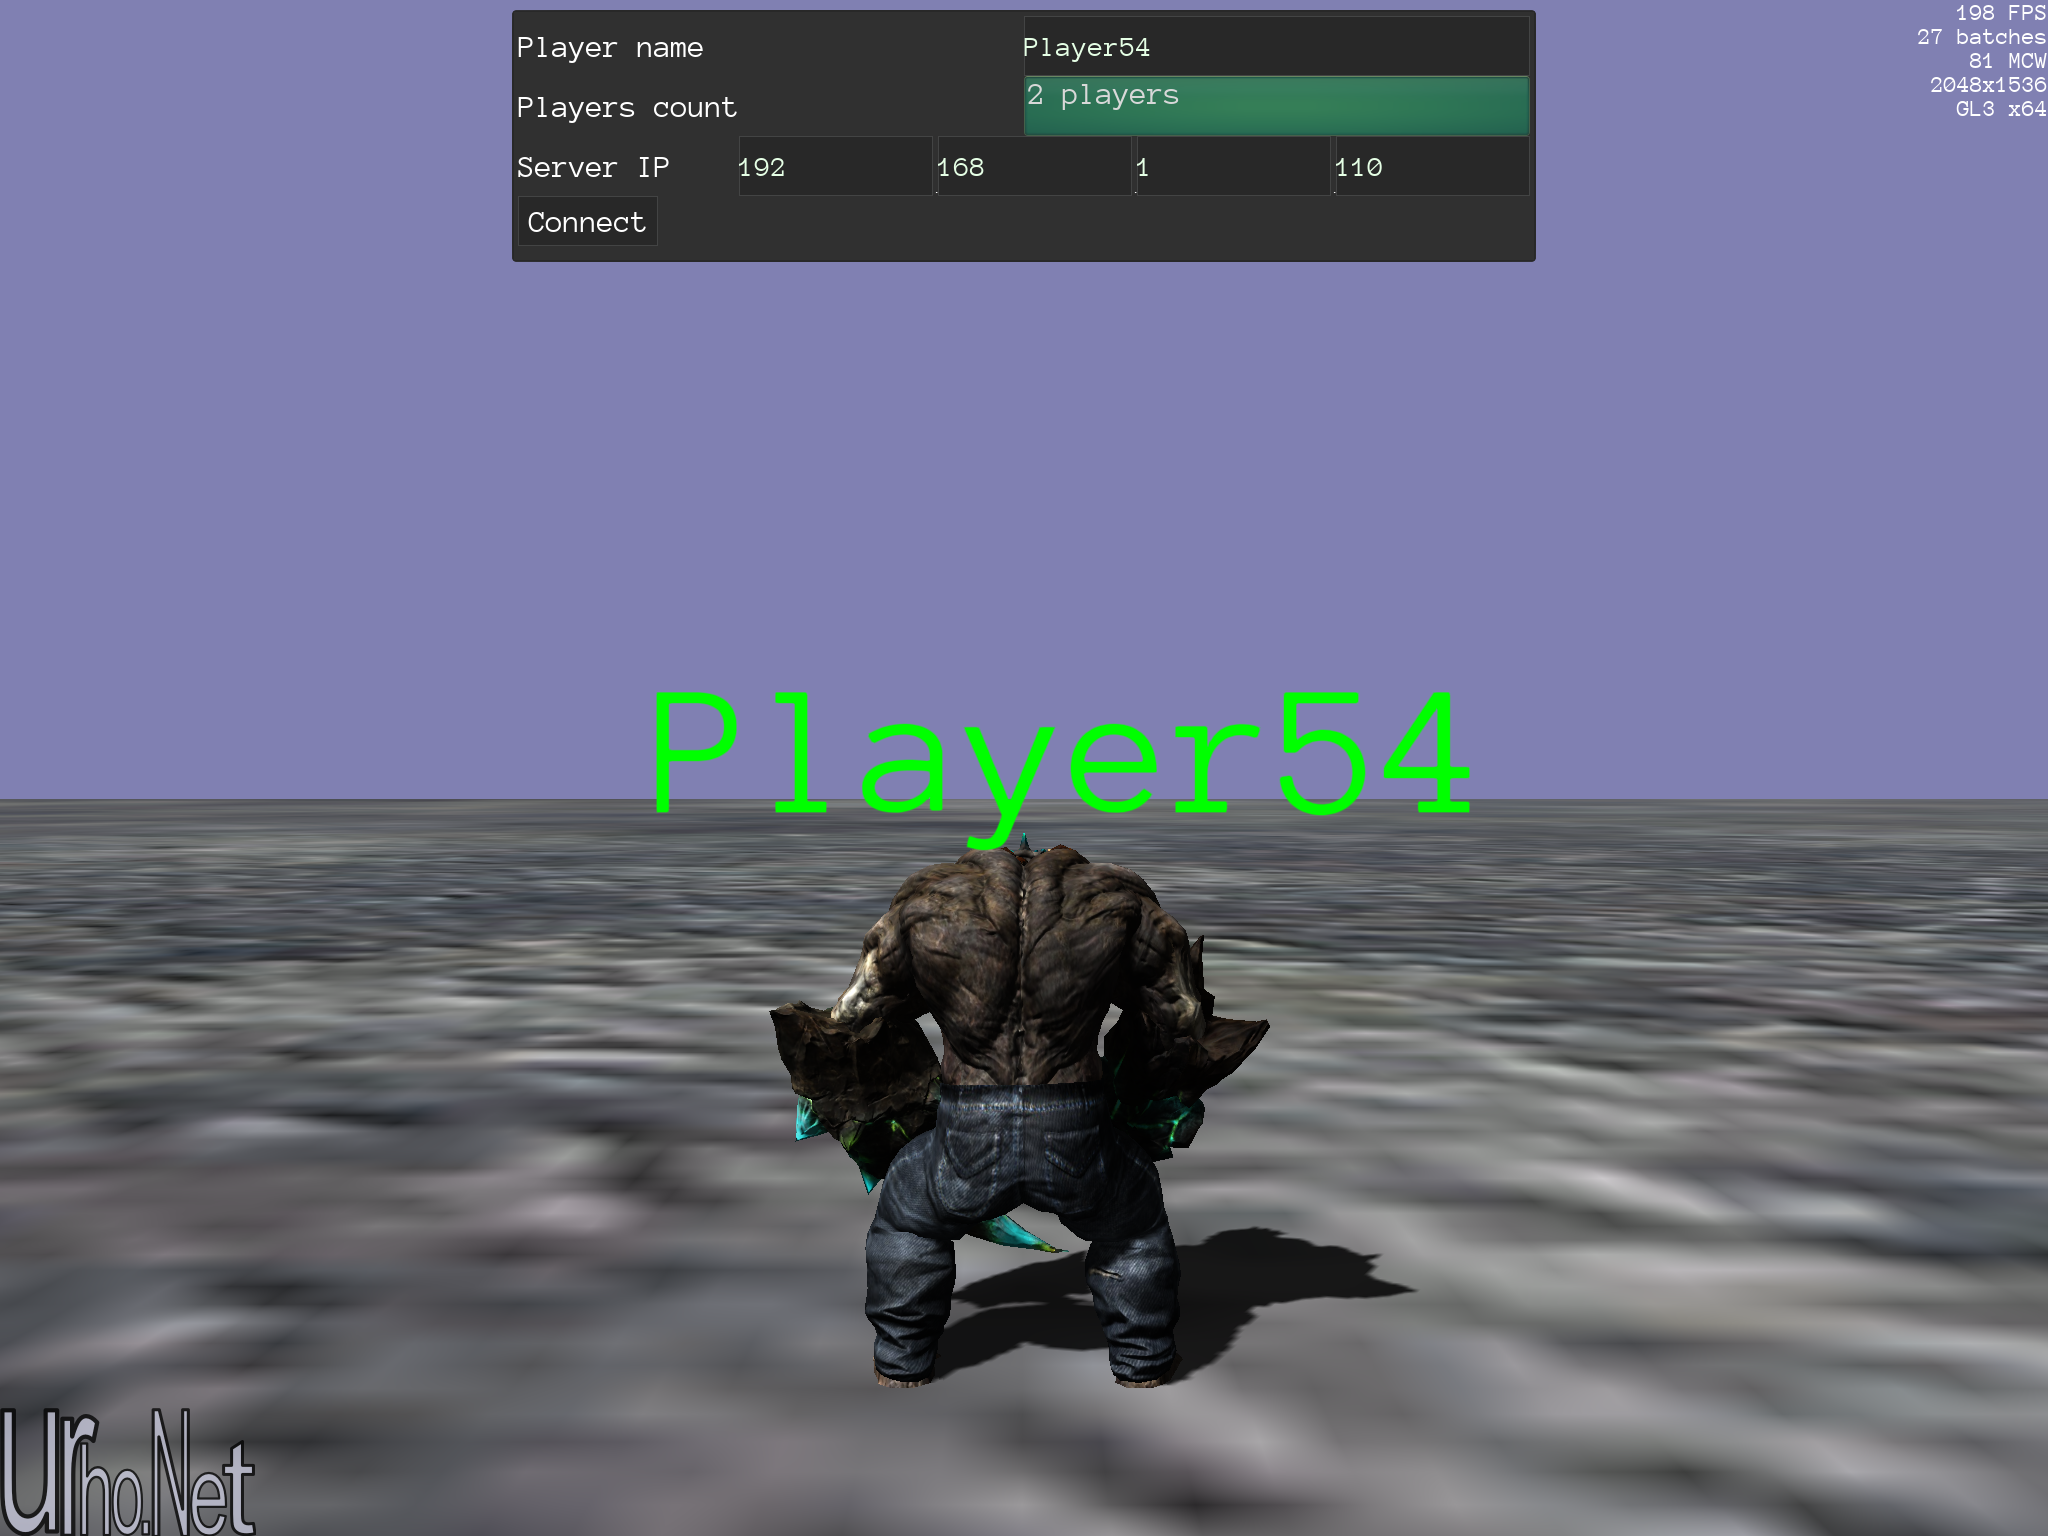 Player name Player54
Players count 2 players
Server IP 192.168.1.110
Connect
198 FPS
27 batches
81 MCW
2048x1536
GL3 x64
Player54
Urho.Net